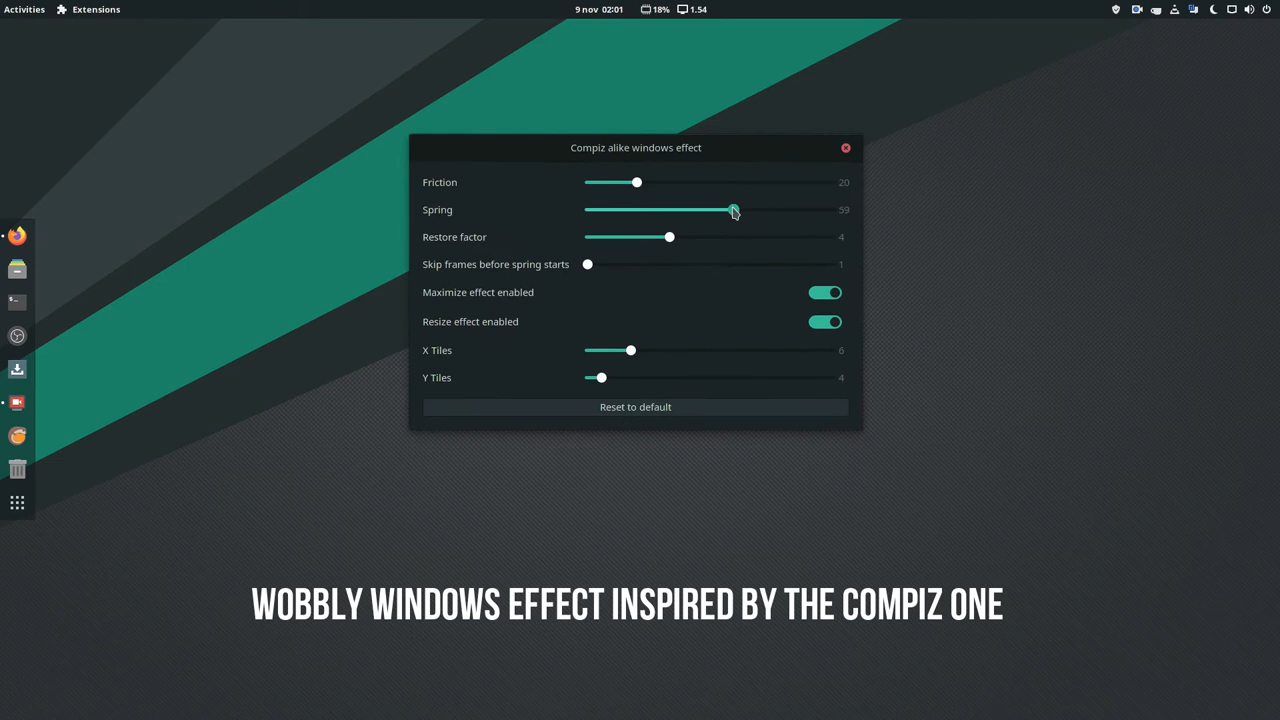 Activities Extensions 9 nov 02:01 18% 1.54
Compiz alike windows effect
Friction 20
Spring 59
Restore factor 4
Skip frames before spring starts 1
Maximize effect enabled
Resize effect enabled
X Tiles 6
Y Tiles 4
Reset to default
WOBBLY WINDOWS EFFECT INSPIRED BY THE COMPIZ ONE